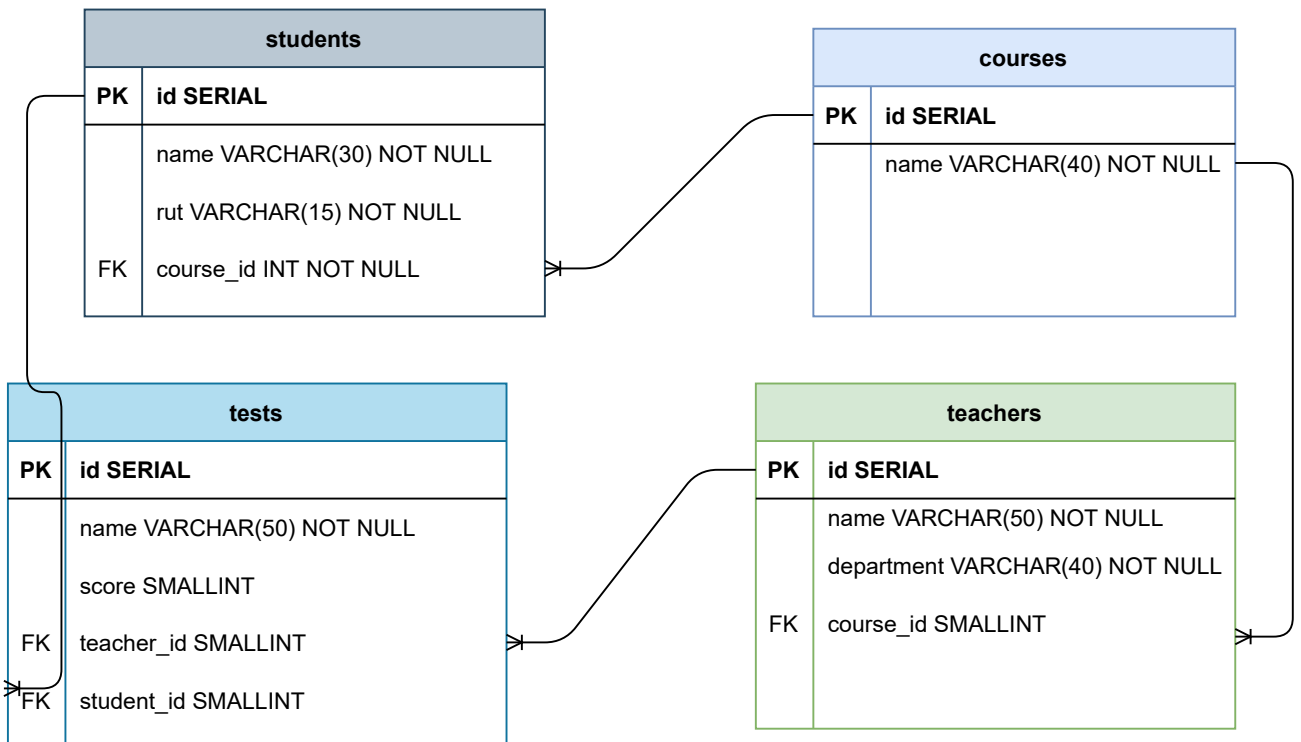 students
PK id SERIAL
name VARCHAR(30) NOT NULL
rut VARCHAR(15) NOT NULL
FK course_id INT NOT NULL
courses
PK id SERIAL
name VARCHAR(40) NOT NULL
tests
PK id SERIAL
name VARCHAR(50) NOT NULL
score SMALLINT
FK teacher_id SMALLINT
FK student_id SMALLINT
teachers
PK id SERIAL
name VARCHAR(50) NOT NULL
department VARCHAR(40) NOT NULL
FK course_id SMALLINT